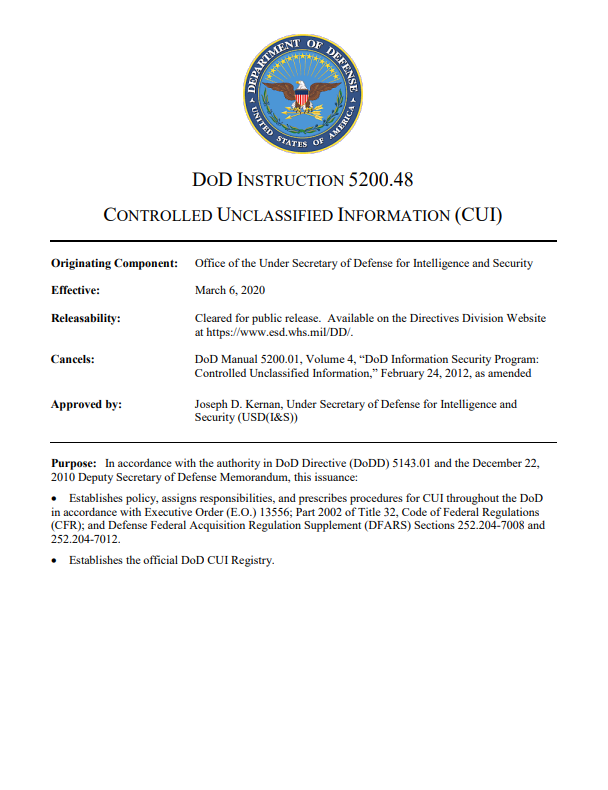 DEPARTMENT OF DEFENSE
UNITED STATES OF AMERICA
DOD INSTRUCTION 5200.48
CONTROLLED UNCLASSIFIED INFORMATION (CUI)
Originating Component: Office of the Under Secretary of Defense for Intelligence and Security
Effective: March 6, 2020
Releasability: Cleared for public release. Available on the Directives Division Website
at https://www.esd.whs.mil/DD/.
Cancels: DoD Manual 5200.01, Volume 4, “DoD Information Security Program:
Controlled Unclassified Information,” February 24, 2012, as amended
Approved by: Joseph D. Kernan, Under Secretary of Defense for Intelligence and
Security (USD(I&S))
Purpose: In accordance with the authority in DoD Directive (DoDD) 5143.01 and the December 22,
2010 Deputy Secretary of Defense Memorandum, this issuance:
• Establishes policy, assigns responsibilities, and prescribes procedures for CUI throughout the DoD
in accordance with Executive Order (E.O.) 13556; Part 2002 of Title 32, Code of Federal Regulations
(CFR); and Defense Federal Acquisition Regulation Supplement (DFARS) Sections 252.204-7008 and
252.204-7012.
• Establishes the official DoD CUI Registry.